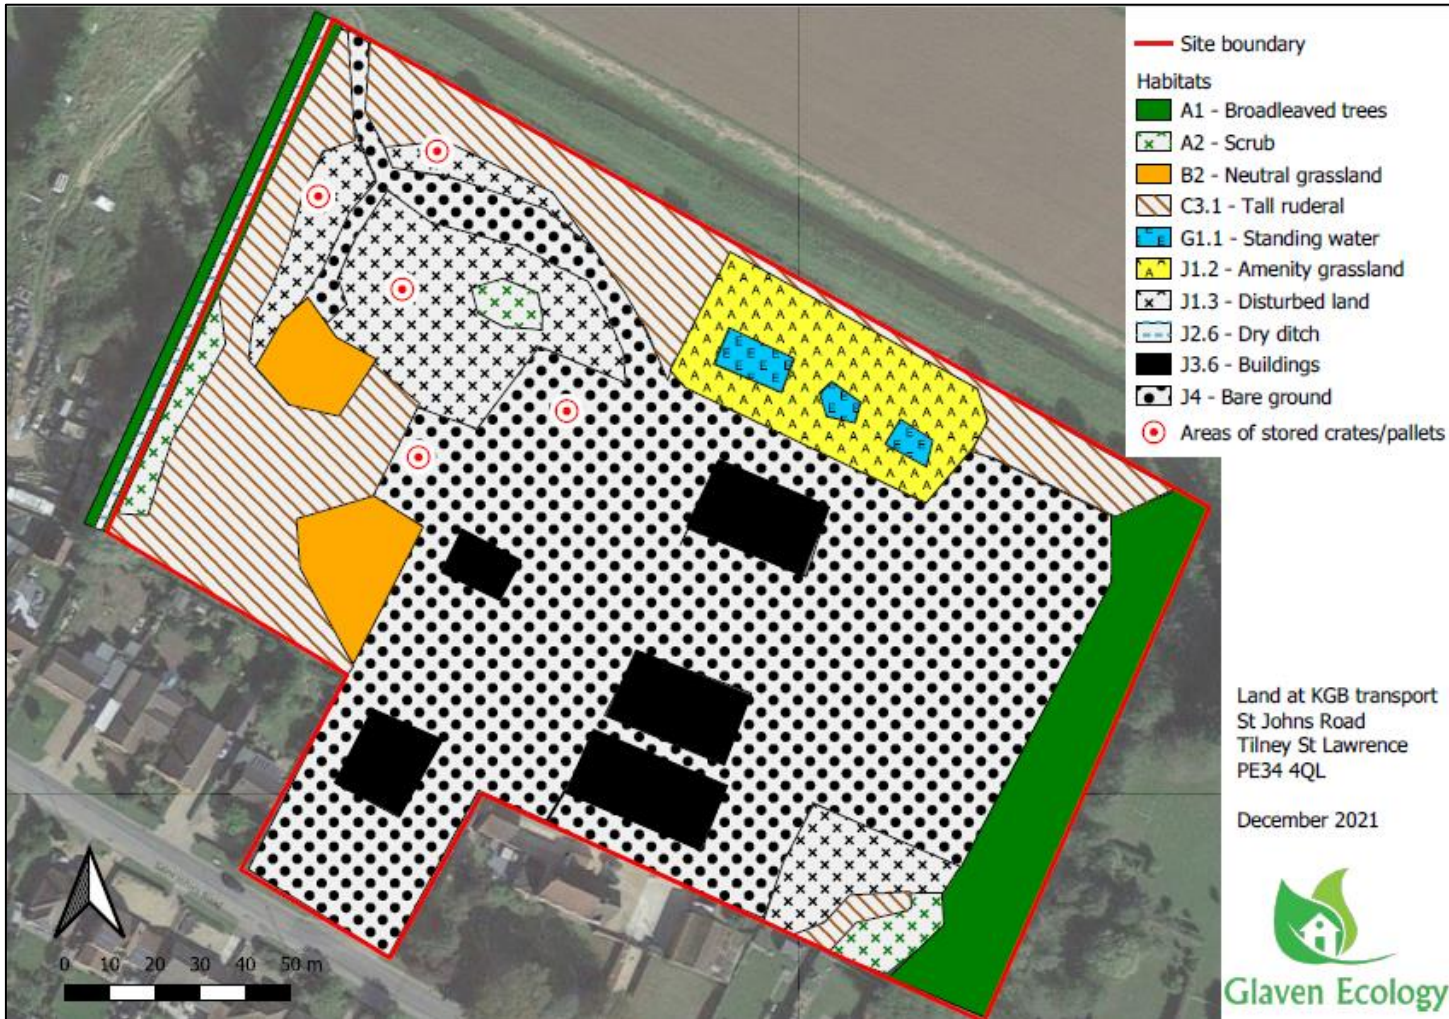 Site boundary
Habitats
A1 - Broadleaved trees
A2 - Scrub
B2 - Neutral grassland
C3.1 - Tall ruderal
G1.1 - Standing water
J1.2 - Amenity grassland
J1.3 - Disturbed land
J2.6 - Dry ditch
J3.6 - Buildings
J4 - Bare ground
Areas of stored crates/pallets
Land at KGB transport
St Johns Road
Tilney St Lawrence
PE34 4QL
December 2021
0 10 20 30 40 50 m
Glaven Ecology